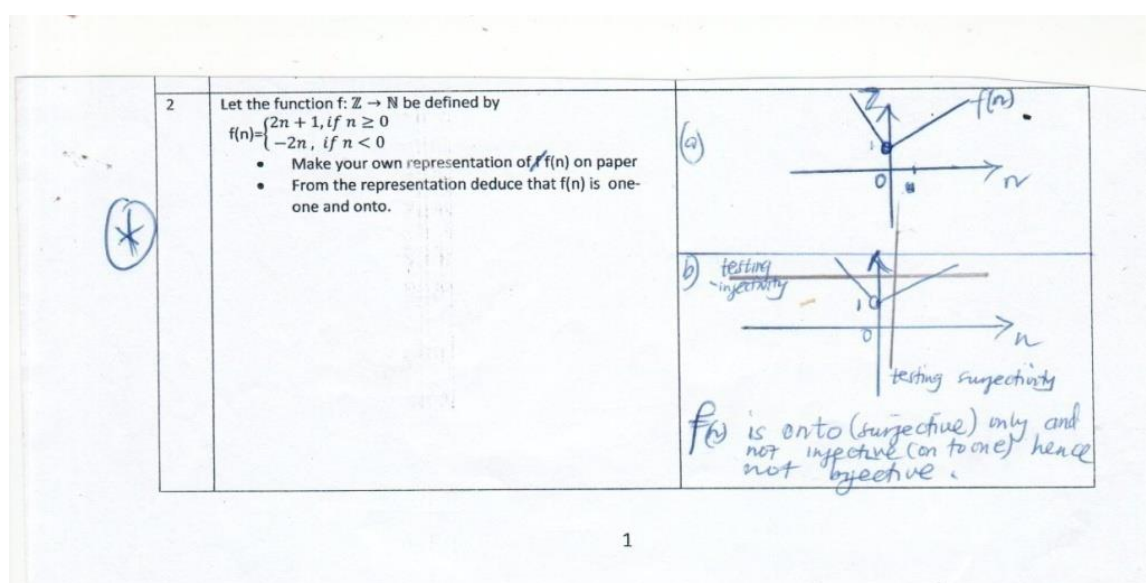 2
Let the function f: ℤ → ℕ be defined by
f(n)={2n + 1, if n ≥ 0
−2n, if n < 0
• Make your own representation of f(n) on paper
• From the representation deduce that f(n) is one-
one and onto.
*
(a)
Z
f(n)
1
0
n
b)
testing
-injectivity
1
0
n
testing surjectivity
f(n) is onto (surjective) only and
not injective (on to one) hence
not bijective.
1